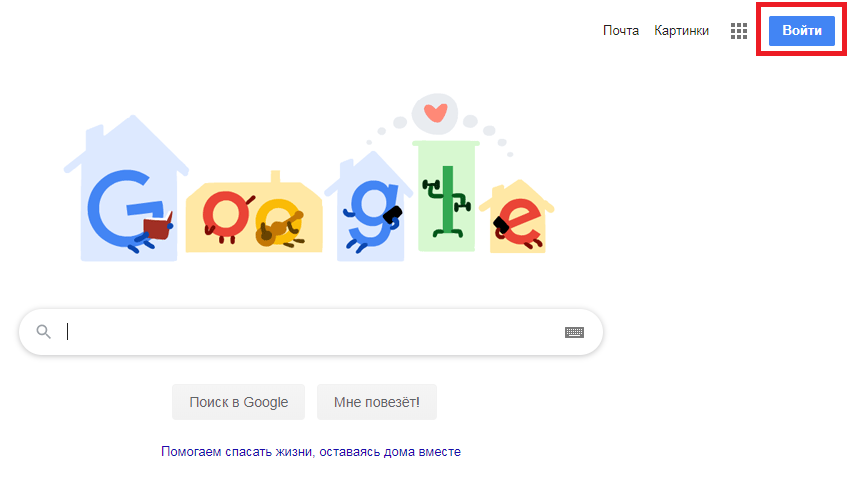 Почта Картинки Войти
Google
Поиск в Google Мне повезёт!
Помогаем спасать жизни, оставаясь дома вместе